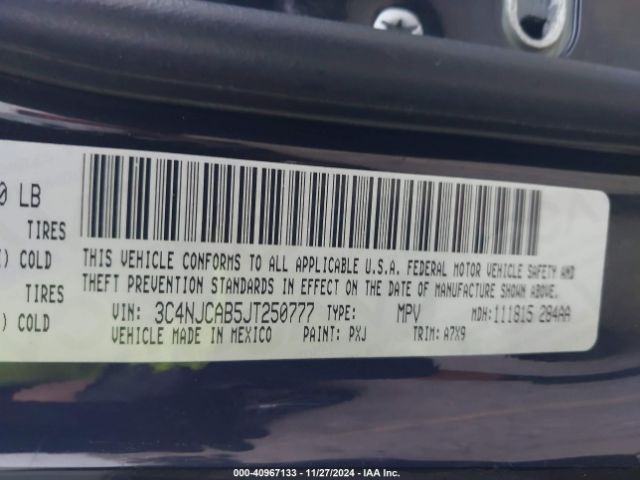 0 LB
TIRES
) COLD
TIRES
) COLD
THIS VEHICLE CONFORMS TO ALL APPLICABLE U.S.A. FEDERAL MOTOR VEHICLE SAFETY AND
THEFT PREVENTION STANDARDS IN EFFECT ON THE DATE OF MANUFACTURE SHOWN ABOVE.
VIN: 3C4NJCAB5JT250777 TYPE: MPV MDH: 111815 284AA
VEHICLE MADE IN MEXICO PAINT: PXJ TRIM: A7X9
000-40967133 - 11/27/2024 - IAAI Inc.